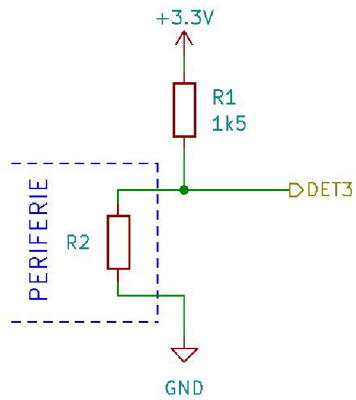 +3.3V
R1
1k5
DET3
PERIFERIE
R2
GND